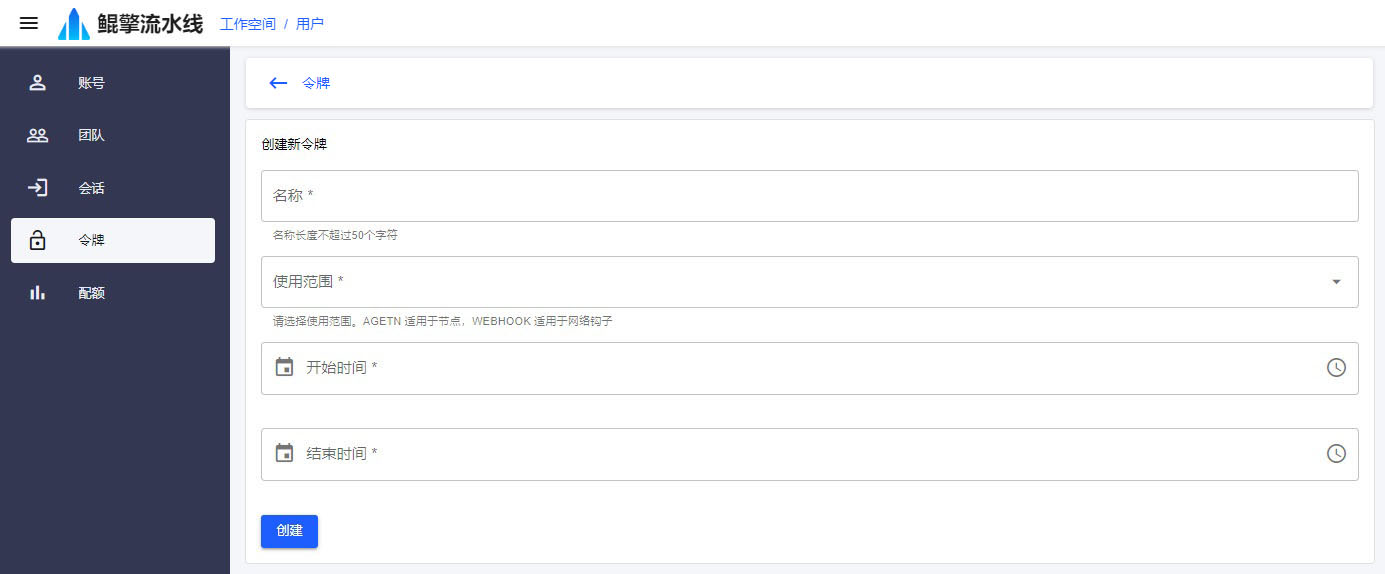 鲲擎流水线 工作空间 / 用户
账号
团队
会话
令牌
配额
令牌
创建新令牌
名称 *
名称长度不超过50个字符
使用范围 *
请选择使用范围。AGETN 适用于节点，WEBHOOK 适用于网络钩子
开始时间 *
结束时间 *
创建